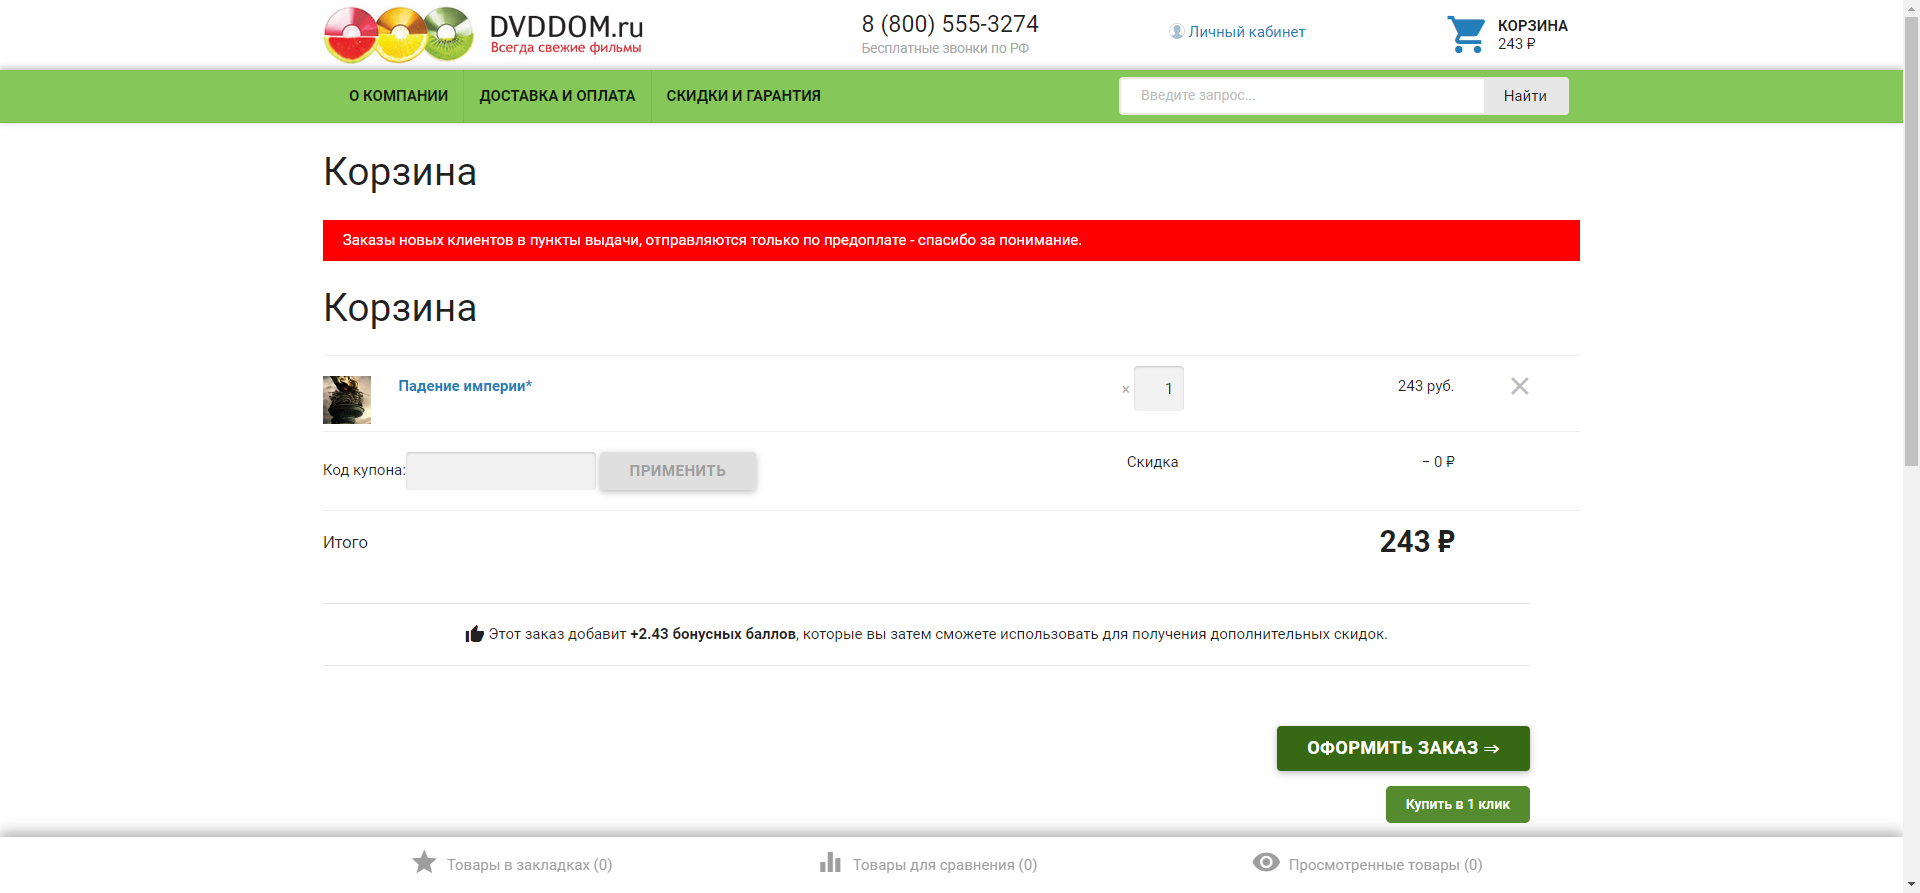 DVDDOM.ru
Всегда свежие фильмы
8 (800) 555-3274
Бесплатные звонки по РФ
Личный кабинет
КОРЗИНА
243 ₽
О КОМПАНИИ
ДОСТАВКА И ОПЛАТА
СКИДКИ И ГАРАНТИЯ
Введите запрос...
Найти
Корзина
Заказы новых клиентов в пункты выдачи, отправляются только по предоплате - спасибо за понимание.
Корзина
Падение империи*
× 1
243 руб.
Код купона:
ПРИМЕНИТЬ
Скидка
− 0 ₽
Итого
243 ₽
Этот заказ добавит +2.43 бонусных баллов, которые вы затем сможете использовать для получения дополнительных скидок.
ОФОРМИТЬ ЗАКАЗ ⇒
Купить в 1 клик
Товары в закладках (0)
Товары для сравнения (0)
Просмотренные товары (0)